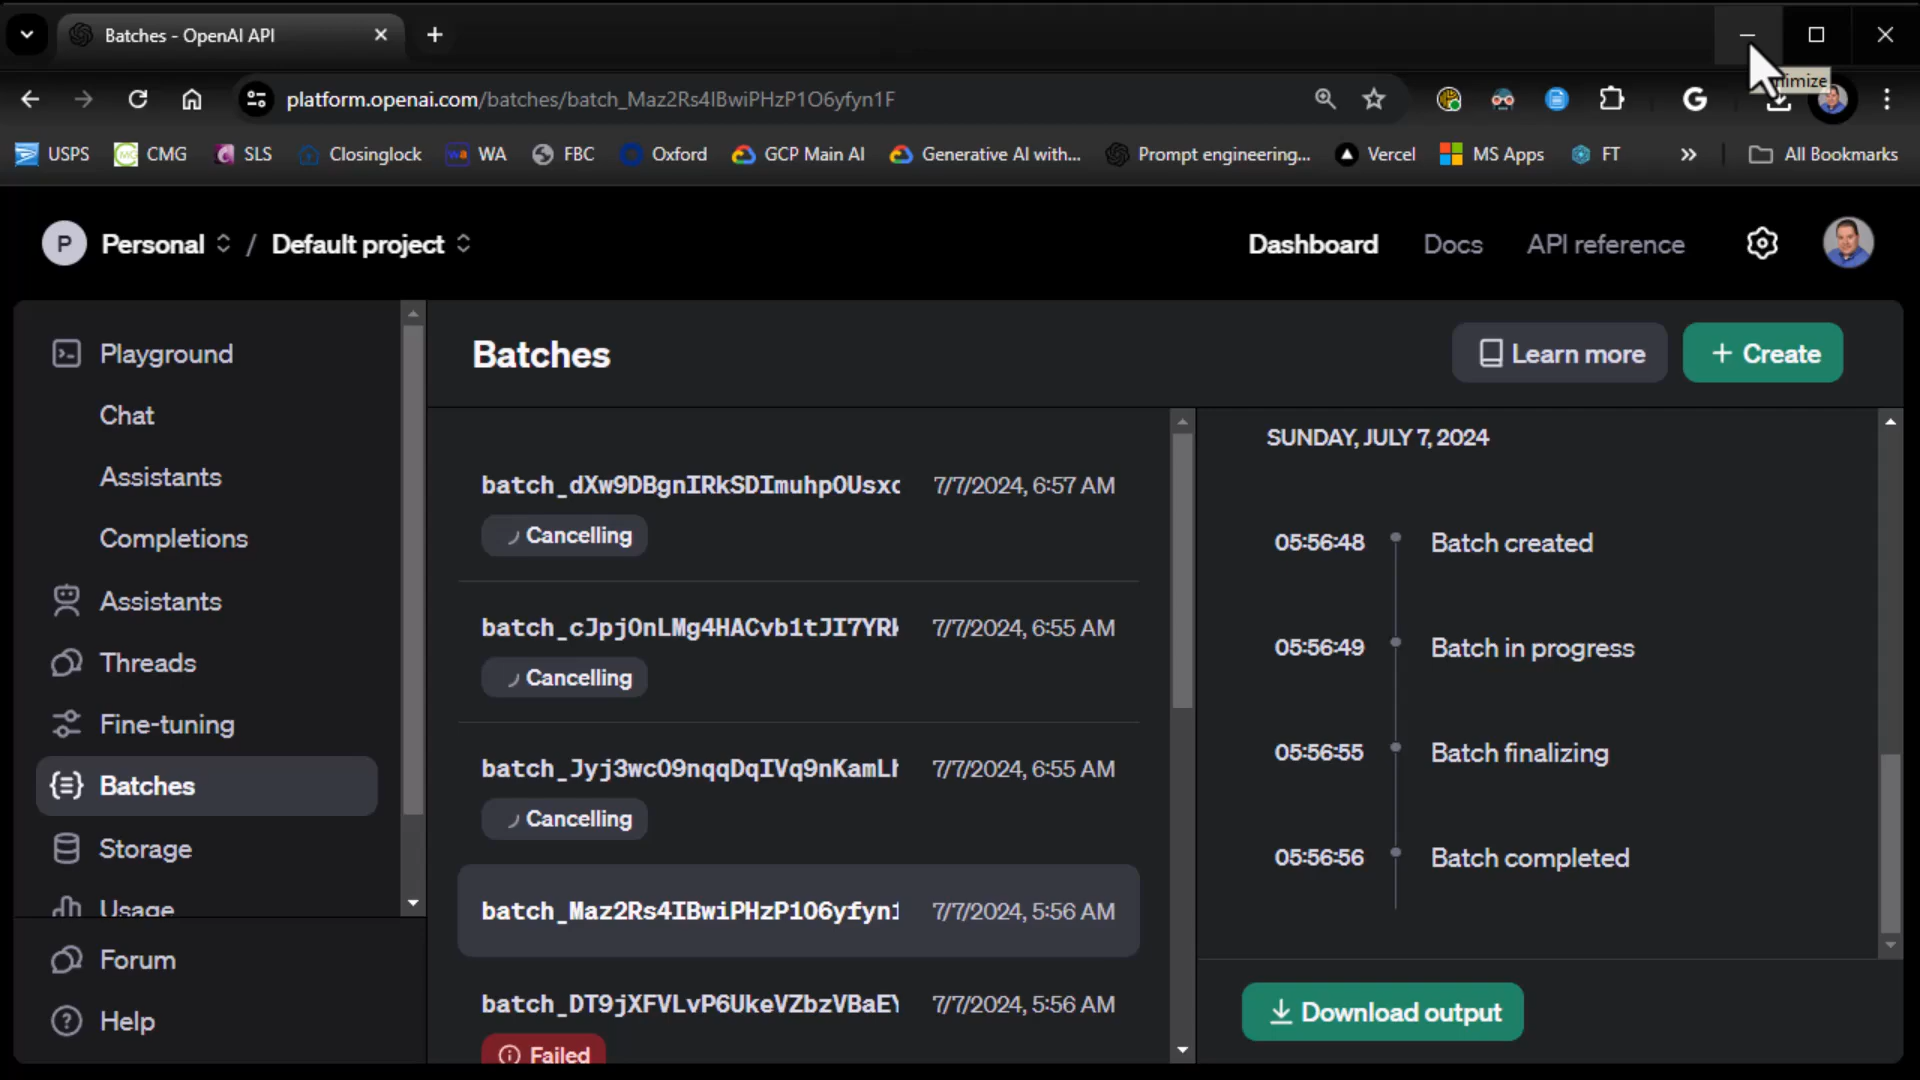 Batches - OpenAI API
platform.openai.com/batches/batch_Maz2Rs4IBwiPHzP1O6yfyn1F
nimize
USPS CMG SLS Closinglock WA FBC Oxford GCP Main AI Generative AI with... Prompt engineering... Vercel MS Apps FT » All Bookmarks
P Personal / Default project Dashboard Docs API reference
Playground
Chat
Assistants
Completions
Assistants
Threads
Fine-tuning
Batches
Storage
Usage
Forum
Help
Batches
Learn more
+ Create
batch_dXw9DBgnIRkSDImuhp0Usxc 7/7/2024, 6:57 AM
Cancelling
batch_cJpjOnLMg4HACvb1tJI7YRk 7/7/2024, 6:55 AM
Cancelling
batch_Jyj3wcO9nqqDqIVq9nKamLh 7/7/2024, 6:55 AM
Cancelling
batch_Maz2Rs4IBwiPHzP1O6yfyn1 7/7/2024, 5:56 AM
batch_DT9jXFVLvP6UkeVZbzVBaEY 7/7/2024, 5:56 AM
Failed
SUNDAY, JULY 7, 2024
05:56:48 Batch created
05:56:49 Batch in progress
05:56:55 Batch finalizing
05:56:56 Batch completed
Download output